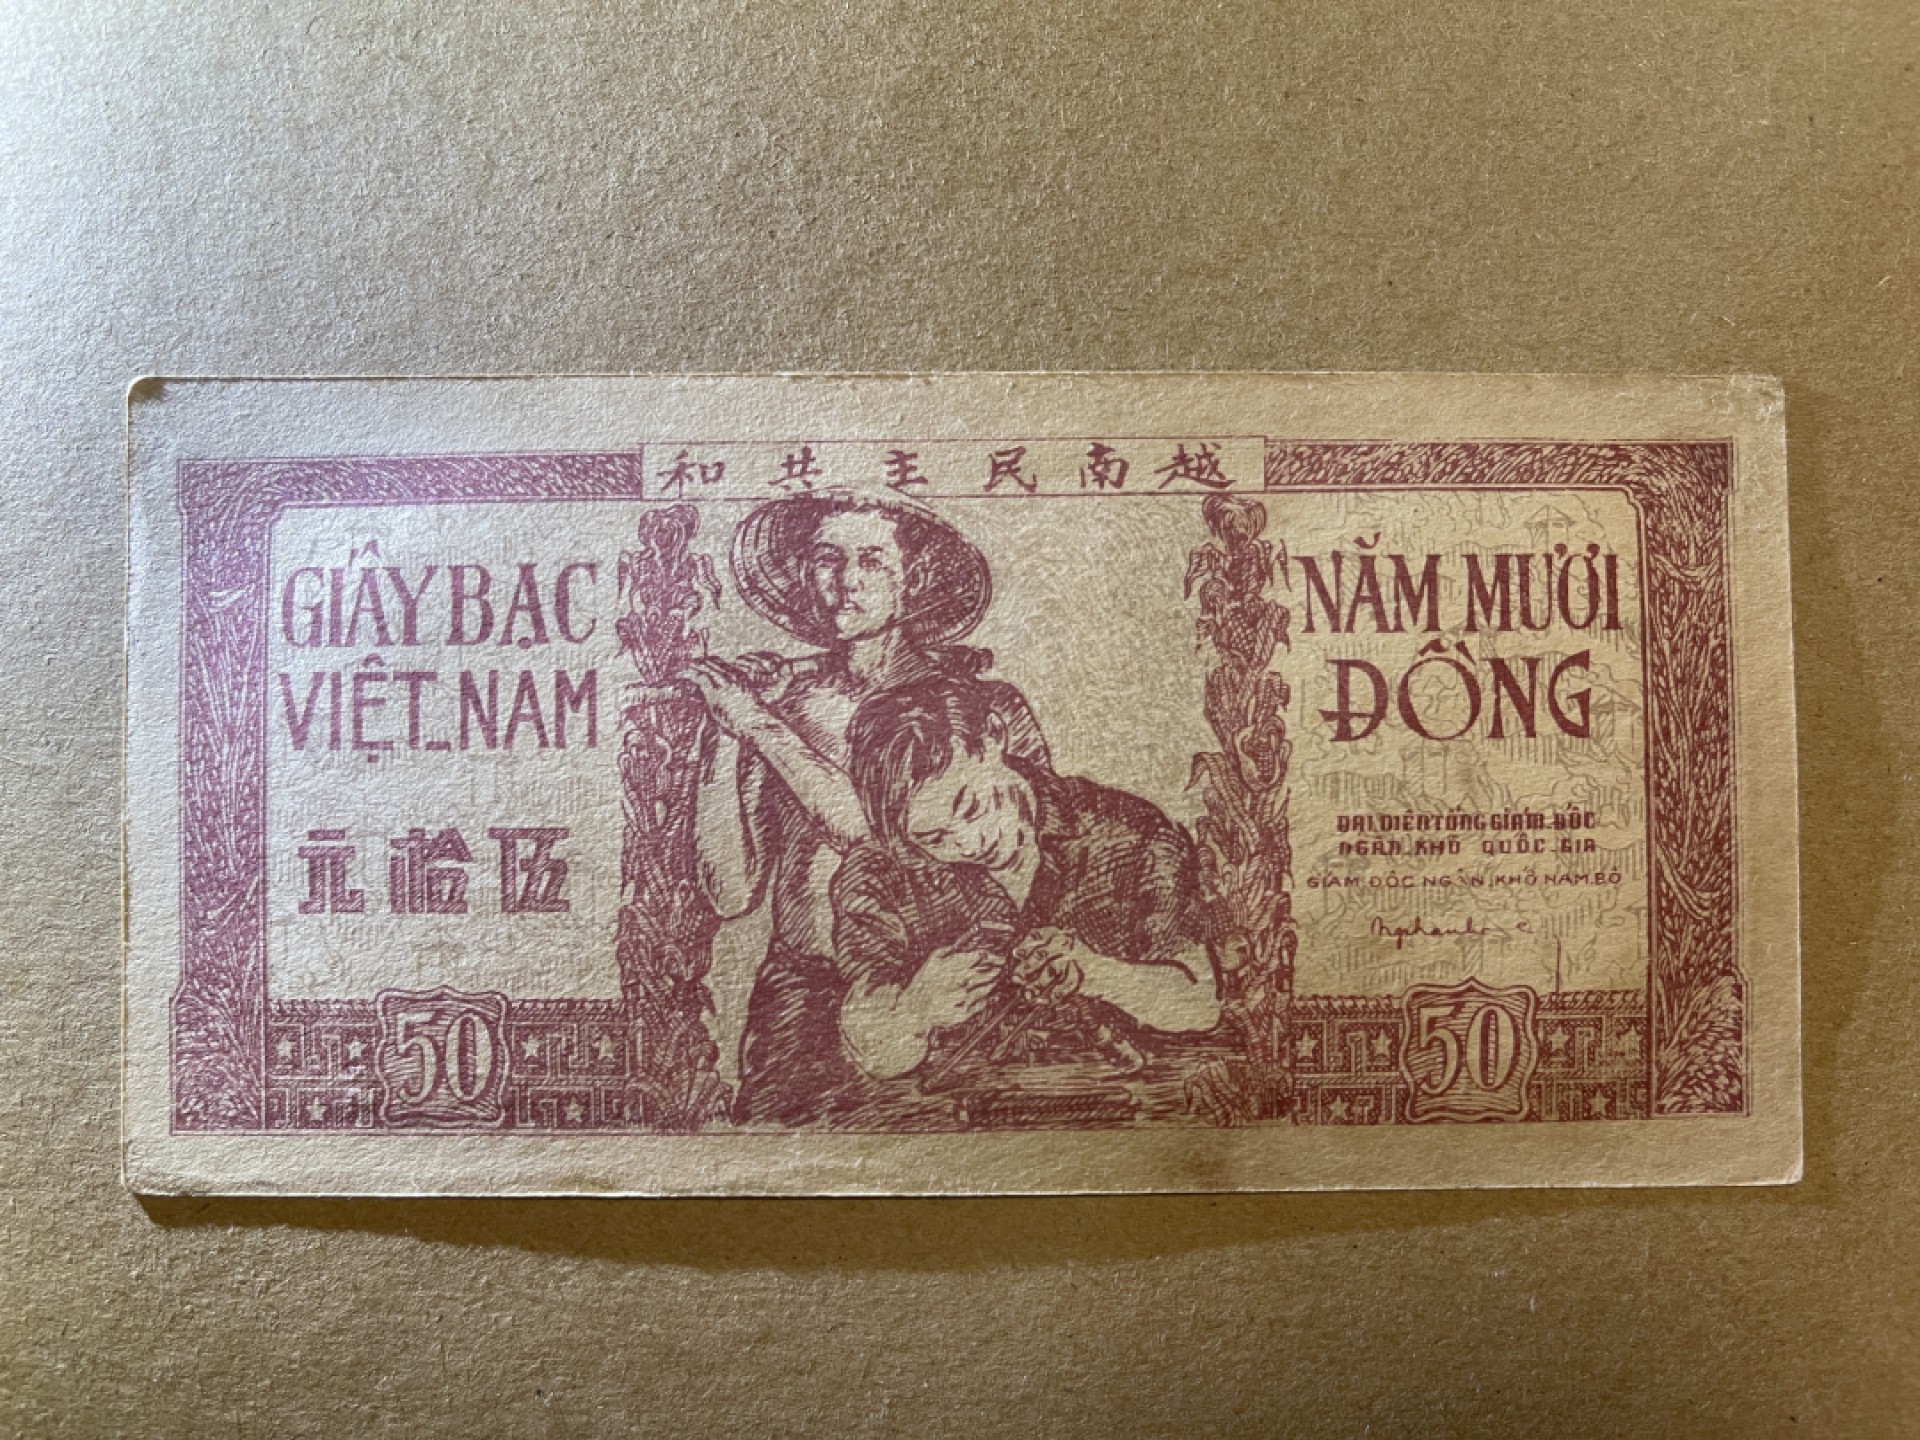 越南民主共和
GIẤY BẠC
VIỆT_NAM
伍拾元
50
NĂM MƯƠI
ĐỒNG
ĐẠI DIỆN TỔNG GIÁM ĐỐC
NGÂN KHỐ QUỐC GIA
GIÁM ĐỐC NGÂN KHỐ NAM BỘ
50